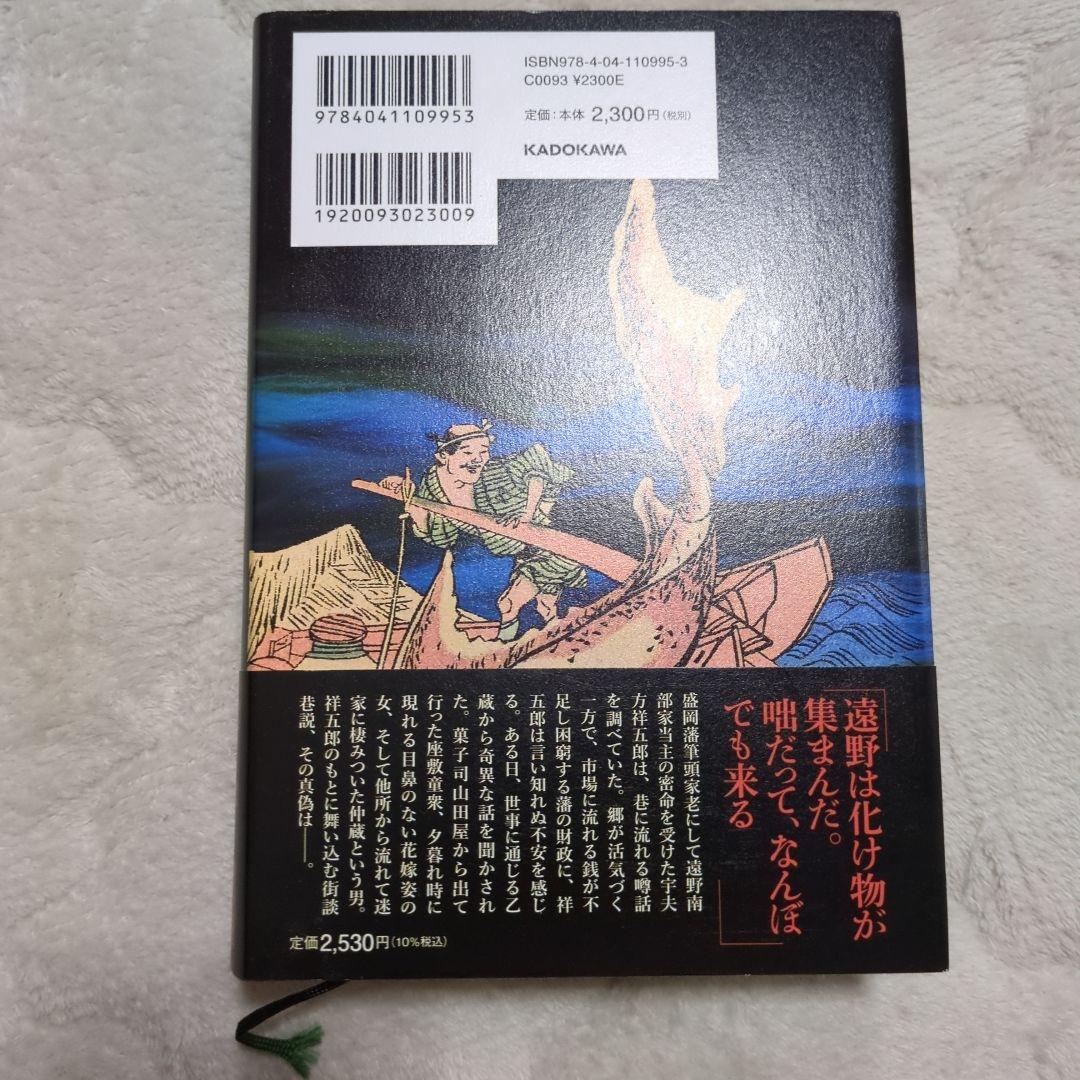 9784041109953
1920093023009
ISBN978-4-04-110995-3
C0093 ¥2300E
定価:本体 2,300円(税別)
KADOKAWA
「遠野は化け物が
集まんだ。
咄だって、なんぼ
でも来る」
盛岡藩筆頭家老にして遠野南
部家当主の密命を受けた宇夫
方祥五郎は、巷に流れる噂話
を調べていた。郷が活気づく
一方で、市場に流れる銭が不
足し困窮する藩の財政に、祥
五郎は言い知れぬ不安を感じ
る。ある日、世事に通じる乙
蔵から奇異な話を聞かされ
た。菓子司山田屋から出て
行った座敷童衆、夕暮れ時に
現れる目鼻のない花嫁姿の
女、そして他所から流れて迷
家に棲みついた仲蔵という男。
祥五郎のもとに舞い込む街談
巷説、その真偽は――。
定価2,530円(10%税込)